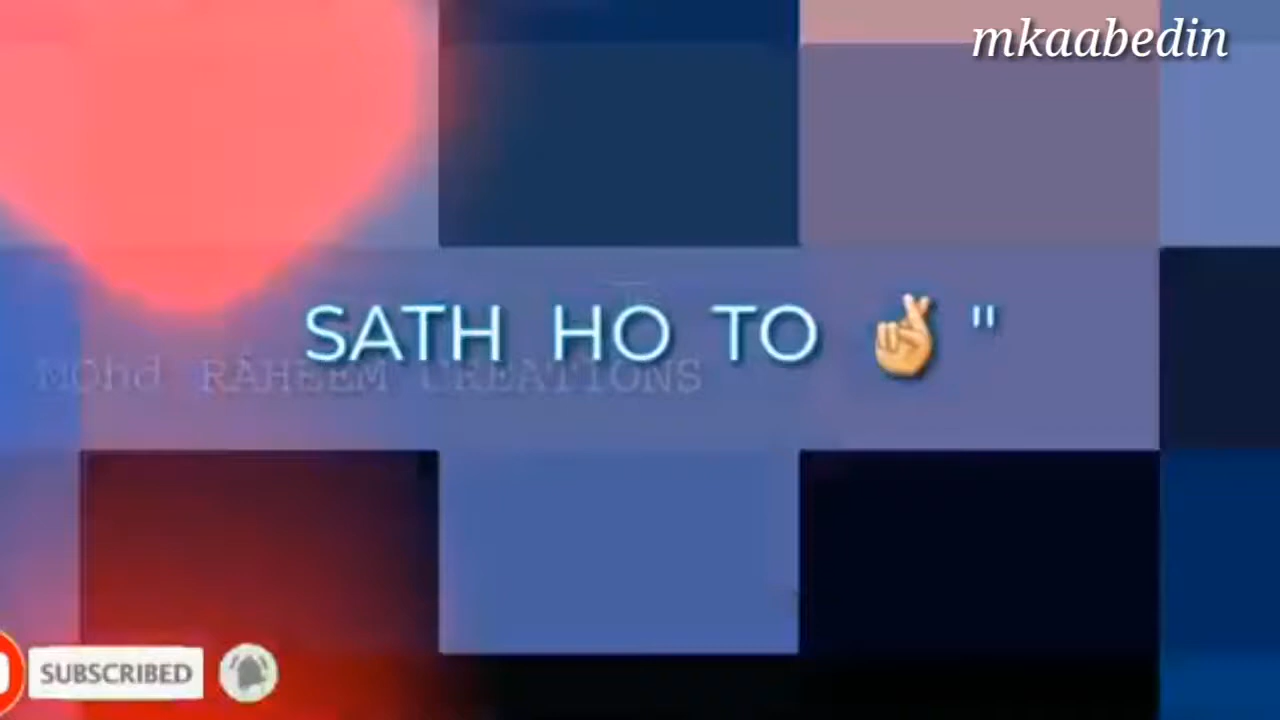 mkaabedin
SATH HO TO 🤞 "
MOhd RAHEEM CREATIONS
SUBSCRIBED